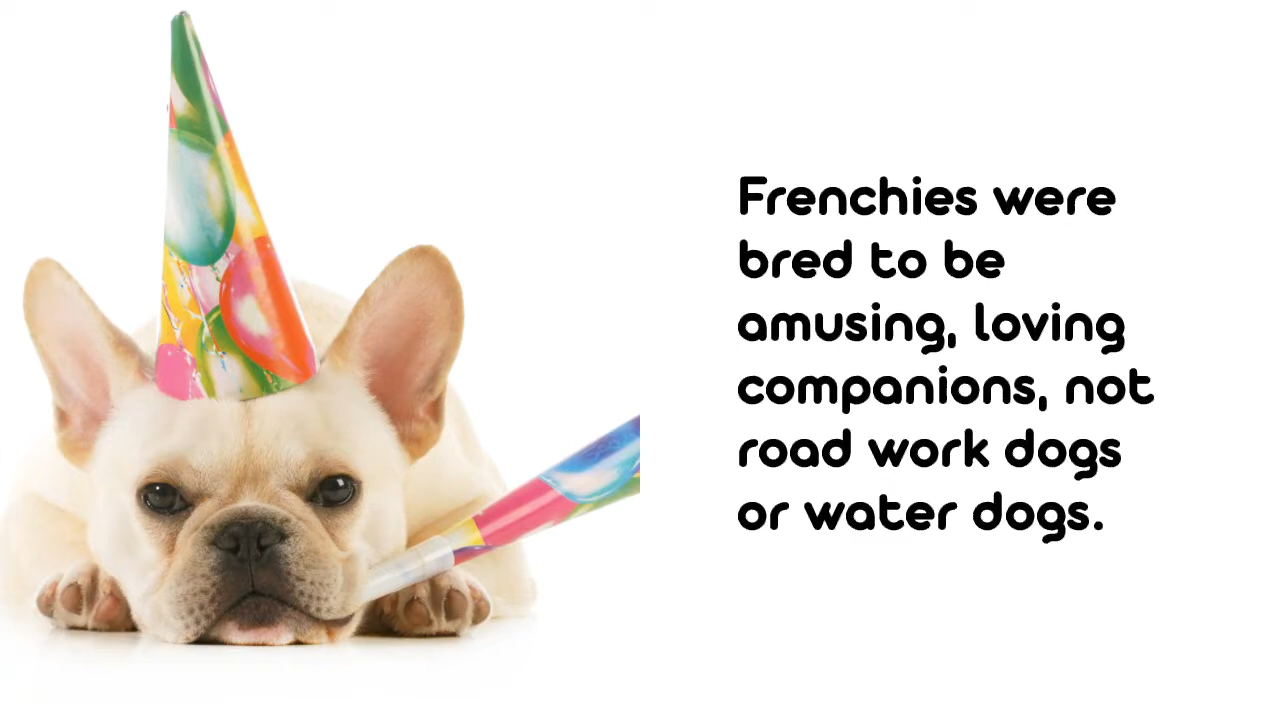 Frenchies were
bred to be
amusing, loving
companions, not
road work dogs
or water dogs.